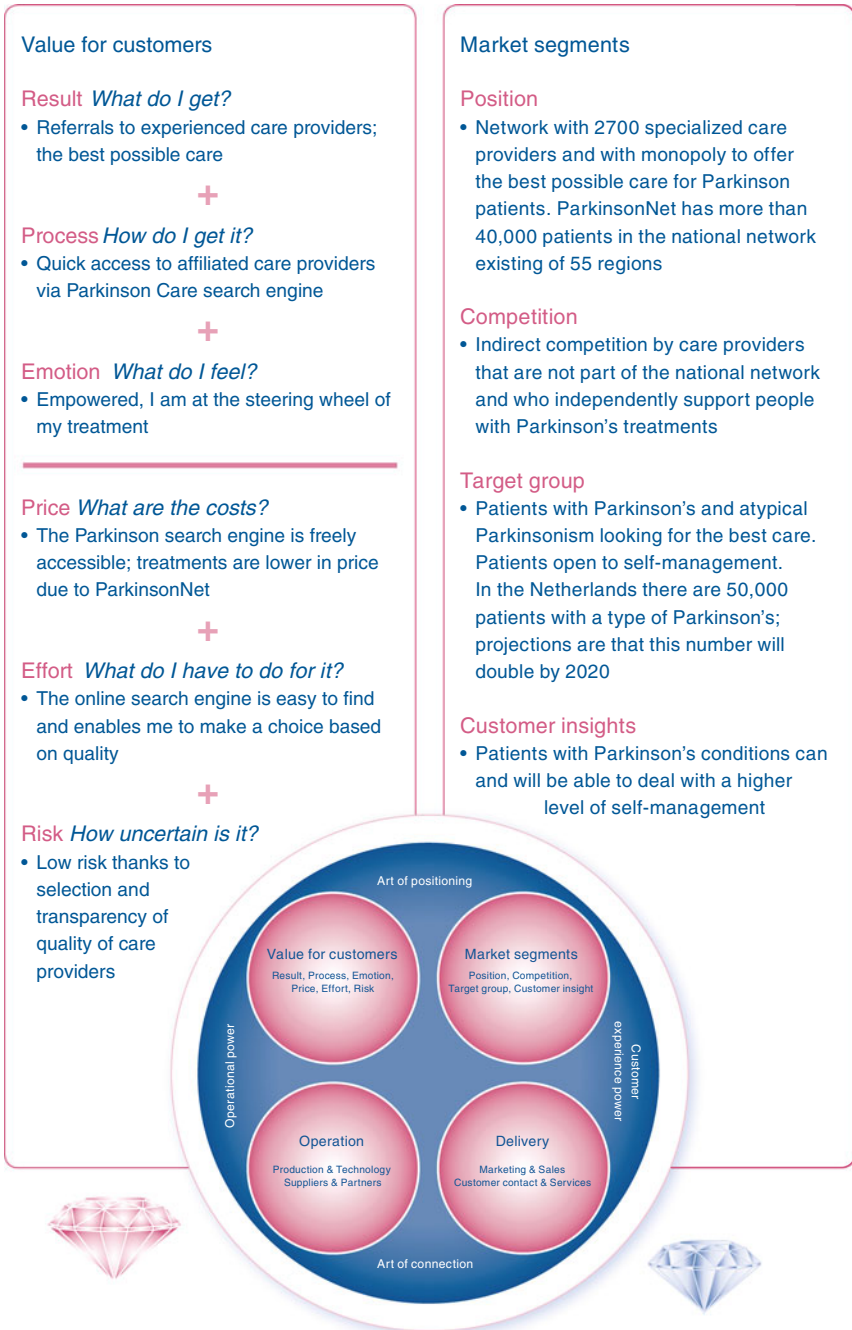 Value for customers
Result What do I get?
• Referrals to experienced care providers;
the best possible care
+
Process How do I get it?
• Quick access to affiliated care providers
via Parkinson Care search engine
+
Emotion What do I feel?
• Empowered, I am at the steering wheel of
my treatment
Price What are the costs?
• The Parkinson search engine is freely
accessible; treatments are lower in price
due to ParkinsonNet
+
Effort What do I have to do for it?
• The online search engine is easy to find
and enables me to make a choice based
on quality
+
Risk How uncertain is it?
• Low risk thanks to
selection and
transparency of
quality of care
providers
Market segments
Position
• Network with 2700 specialized care
providers and with monopoly to offer
the best possible care for Parkinson
patients. ParkinsonNet has more than
40,000 patients in the national network
existing of 55 regions
Competition
• Indirect competition by care providers
that are not part of the national network
and who independently support people
with Parkinson's treatments
Target group
• Patients with Parkinson's and atypical
Parkinsonism looking for the best care.
Patients open to self-management.
In the Netherlands there are 50,000
patients with a type of Parkinson's;
projections are that this number will
double by 2020
Customer insights
• Patients with Parkinson's conditions can
and will be able to deal with a higher
level of self-management
Art of positioning
Value for customers
Result, Process, Emotion,
Price, Effort, Risk
Market segments
Position, Competition,
Target group, Customer insight
Operational power
Customer
experience power
Operation
Production & Technology
Suppliers & Partners
Delivery
Marketing & Sales
Customer contact & Services
Art of connection